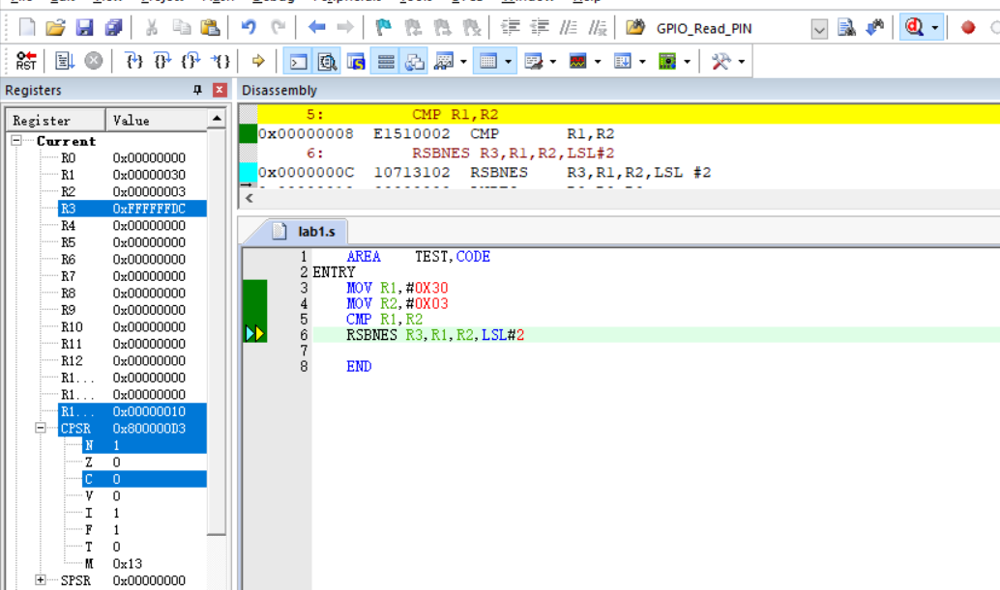 GPIO_Read_PIN
RST
Registers
Register Value
Current
R0 0x00000000
R1 0x00000030
R2 0x00000003
R3 0xFFFFFFDC
R4 0x00000000
R5 0x00000000
R6 0x00000000
R7 0x00000000
R8 0x00000000
R9 0x00000000
R10 0x00000000
R11 0x00000000
R12 0x00000000
R1... 0x00000000
R1... 0x00000000
R1... 0x00000010
CPSR 0x800000D3
N 1
Z 0
C 0
V 0
I 1
F 1
T 0
M 0x13
SPSR 0x00000000
Disassembly
5: CMP R1,R2
0x00000008 E1510002 CMP R1,R2
6: RSBNES R3,R1,R2,LSL#2
0x0000000C 10713102 RSBNES R3,R1,R2,LSL #2
lab1.s
1 AREA TEST,CODE
2 ENTRY
3 MOV R1,#0X30
4 MOV R2,#0X03
5 CMP R1,R2
6 RSBNES R3,R1,R2,LSL#2
7
8 END